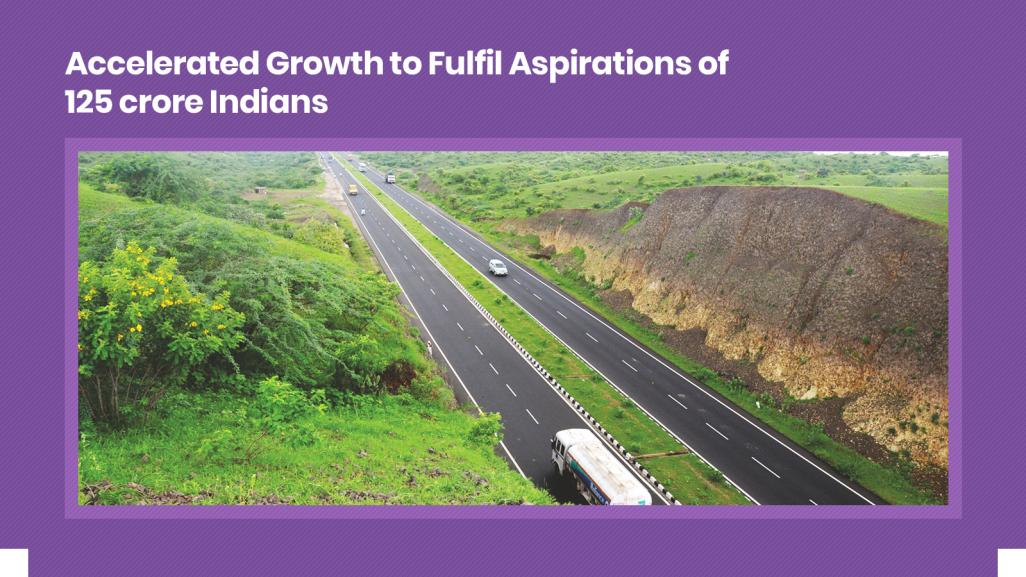 Accelerated Growth to Fulfil Aspirations of
125 crore Indians